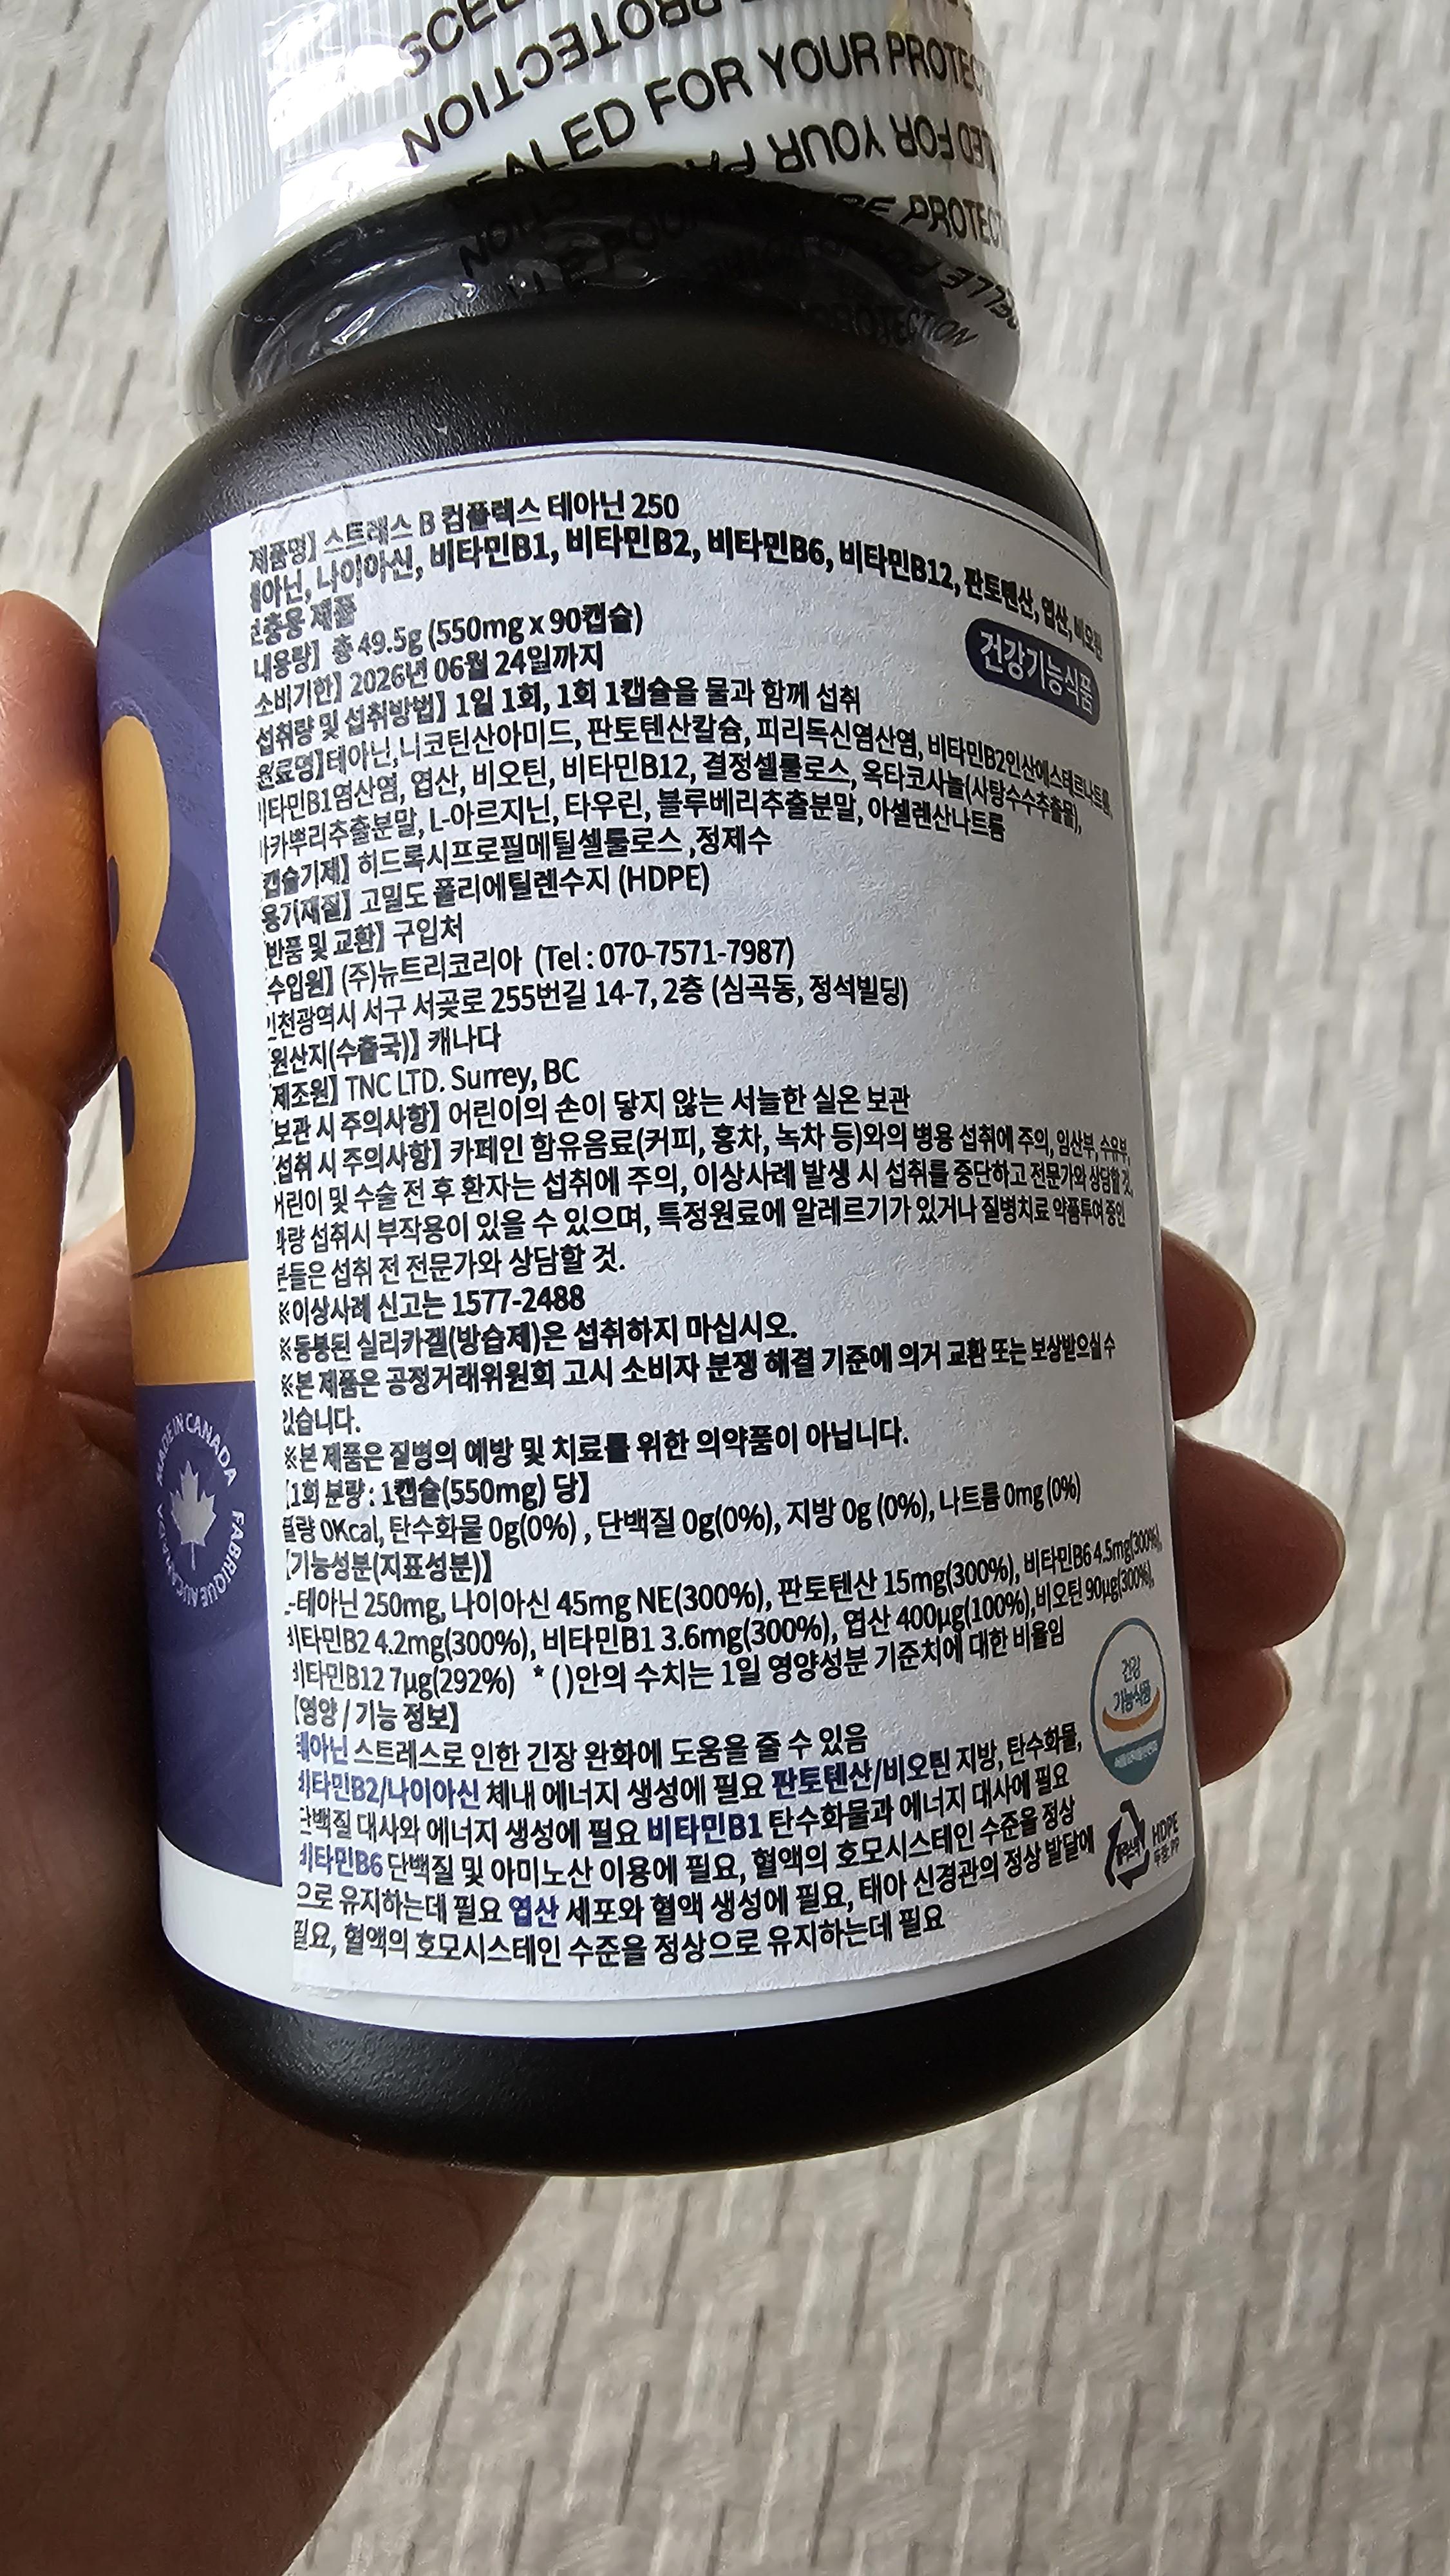 SEALED FOR YOUR PROTEC
PROTECTION
제품명】 스트레스 B 컴플렉스 테아닌 250
테아닌, 나이아신, 비타민B1, 비타민B2, 비타민B6, 비타민B12, 판토텐산, 엽산, 비오틴
보충용 제품
건강기능식품
내용량】 총 49.5g (550mg x 90캡슐)
소비기한】 2026년 06월 24일까지
섭취량 및 섭취방법】 1일 1회, 1회 1캡슐을 물과 함께 섭취
원료명】테아닌,니코틴산아미드, 판토텐산칼슘, 피리독신염산염, 비타민B2인산에스테르나트륨,
비타민B1염산염, 엽산, 비오틴, 비타민B12, 결정셀룰로스, 옥타코사놀(사탕수수추출물),
마카뿌리추출분말, L-아르지닌, 타우린, 블루베리추출분말, 아셀렌산나트륨
캡슐기제】 히드록시프로필메틸셀룰로스 ,정제수
용기재질】 고밀도 폴리에틸렌수지 (HDPE)
【반품 및 교환】 구입처
【수입원】 (주)뉴트리코리아 (Tel : 070-7571-7987)
인천광역시 서구 서곶로 255번길 14-7, 2층 (심곡동, 정석빌딩)
【원산지(수출국)】 캐나다
【제조원】 TNC LTD. Surrey, BC
【보관 시 주의사항】 어린이의 손이 닿지 않는 서늘한 실온 보관
【섭취 시 주의사항】 카페인 함유음료(커피, 홍차, 녹차 등)와의 병용 섭취에 주의, 임산부, 수유부,
어린이 및 수술 전 후 환자는 섭취에 주의, 이상사례 발생 시 섭취를 중단하고 전문가와 상담할 것,
과량 섭취시 부작용이 있을 수 있으며, 특정원료에 알레르기가 있거나 질병치료 약품투여 중인
분들은 섭취 전 전문가와 상담할 것.
※이상사례 신고는 1577-2488
※동봉된 실리카겔(방습제)은 섭취하지 마십시오.
※본 제품은 공정거래위원회 고시 소비자 분쟁 해결 기준에 의거 교환 또는 보상받으실 수
있습니다.
※본 제품은 질병의 예방 및 치료를 위한 의약품이 아닙니다.
【1회 분량 : 1캡슐(550mg) 당】
열량 0Kcal, 탄수화물 0g(0%) , 단백질 0g(0%), 지방 0g (0%), 나트륨 0mg (0%)
【기능성분(지표성분)】
L-테아닌 250mg, 나이아신 45mg NE(300%), 판토텐산 15mg(300%), 비타민B6 4.5mg(300%),
비타민B2 4.2mg(300%), 비타민B1 3.6mg(300%), 엽산 400μg(100%),비오틴 90μg(300%),
비타민B12 7μg(292%) * ( )안의 수치는 1일 영양성분 기준치에 대한 비율임
【영양 / 기능 정보】
테아닌 스트레스로 인한 긴장 완화에 도움을 줄 수 있음
비타민B2/나이아신 체내 에너지 생성에 필요 판토텐산/비오틴 지방, 탄수화물,
단백질 대사와 에너지 생성에 필요 비타민B1 탄수화물과 에너지 대사에 필요
비타민B6 단백질 및 아미노산 이용에 필요, 혈액의 호모시스테인 수준을 정상
으로 유지하는데 필요 엽산 세포와 혈액 생성에 필요, 태아 신경관의 정상 발달에
필요, 혈액의 호모시스테인 수준을 정상으로 유지하는데 필요
건강
기능식품
HDPE
뚜껑: PP
MADE IN CANADA
FABRIQUE AU CANADA